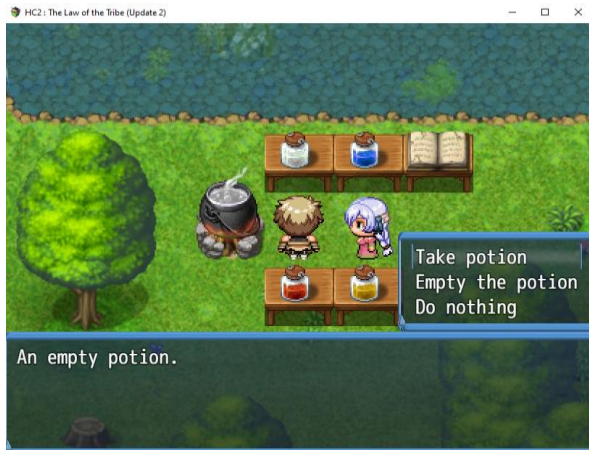 HC2 : The Law of the Tribe (Update 2)
Take potion
Empty the potion
Do nothing
An empty potion.